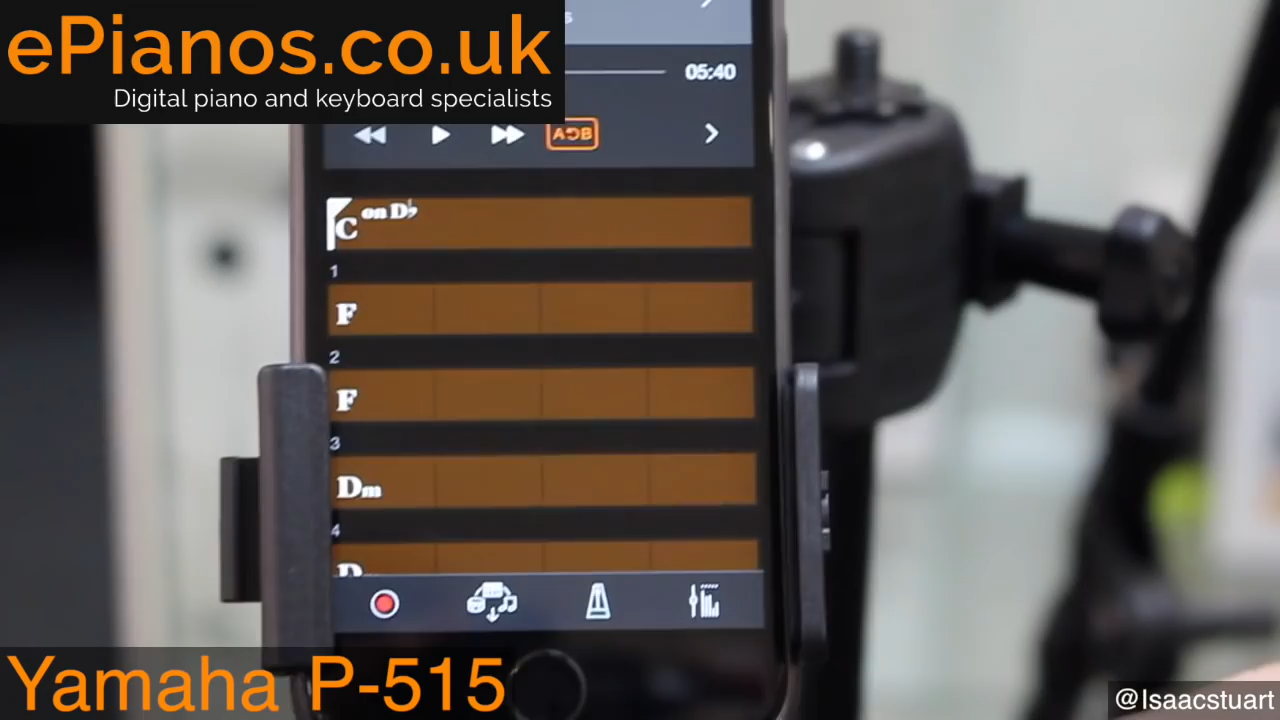 ePianos.co.uk
Digital piano and keyboard specialists
s
05:40
A B
C on D♭
1
F
2
F
3
Dm
4
Yamaha P-515
@Isaacstuart